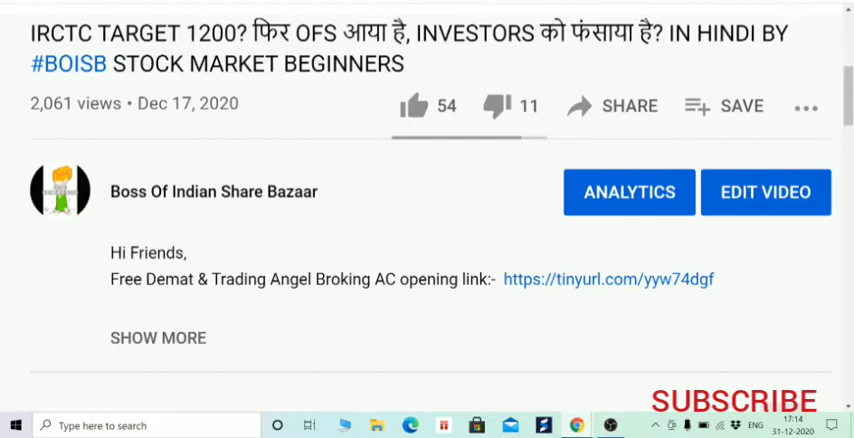 IRCTC TARGET 1200? फिर OFS आया है, INVESTORS को फंसाया है? IN HINDI BY
#BOISB STOCK MARKET BEGINNERS
2,061 views • Dec 17, 2020
54
11
SHARE
SAVE
Boss Of Indian Share Bazaar
ANALYTICS
EDIT VIDEO
Hi Friends,
Free Demat & Trading Angel Broking AC opening link:- https://tinyurl.com/yyw74dgf
SHOW MORE
SUBSCRIBE
Type here to search
ENG
17:14
31-12-2020